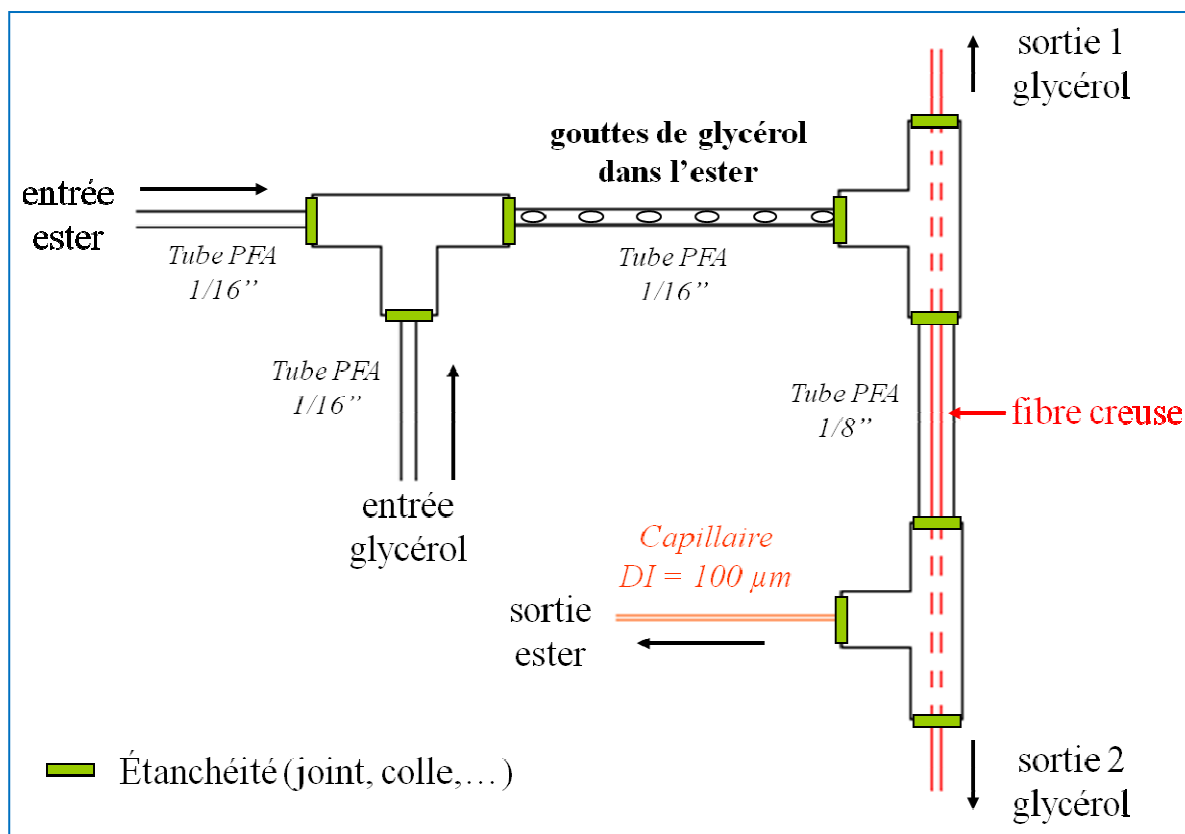 sortie 1
glycérol
gouttes de glycérol
dans l’ester
entrée
ester
Tube PFA
1/16”
Tube PFA
1/16”
Tube PFA
1/16”
Tube PFA
1/8”
fibre creuse
entrée
glycérol
Capillaire
DI = 100 µm
sortie
ester
sortie 2
glycérol
Étanchéité (joint, colle,…)